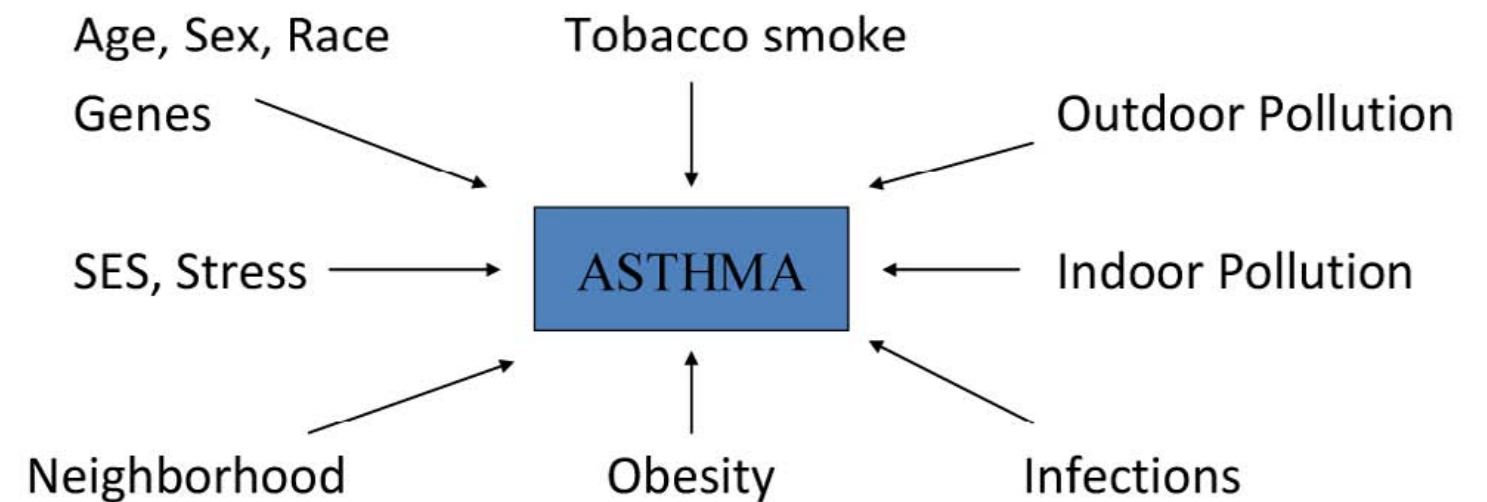 Age, Sex, Race
Genes
Tobacco smoke
Outdoor Pollution
SES, Stress
ASTHMA
Indoor Pollution
Neighborhood
Obesity
Infections